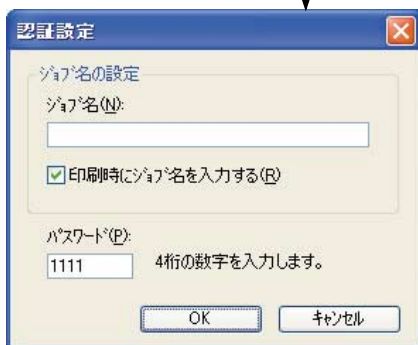 認証設定
ジョブ名の設定
ジョブ名(N):
印刷時にジョブ名を入力する(R)
パスワード(P):
1111 4桁の数字を入力します。
OK キャンセル